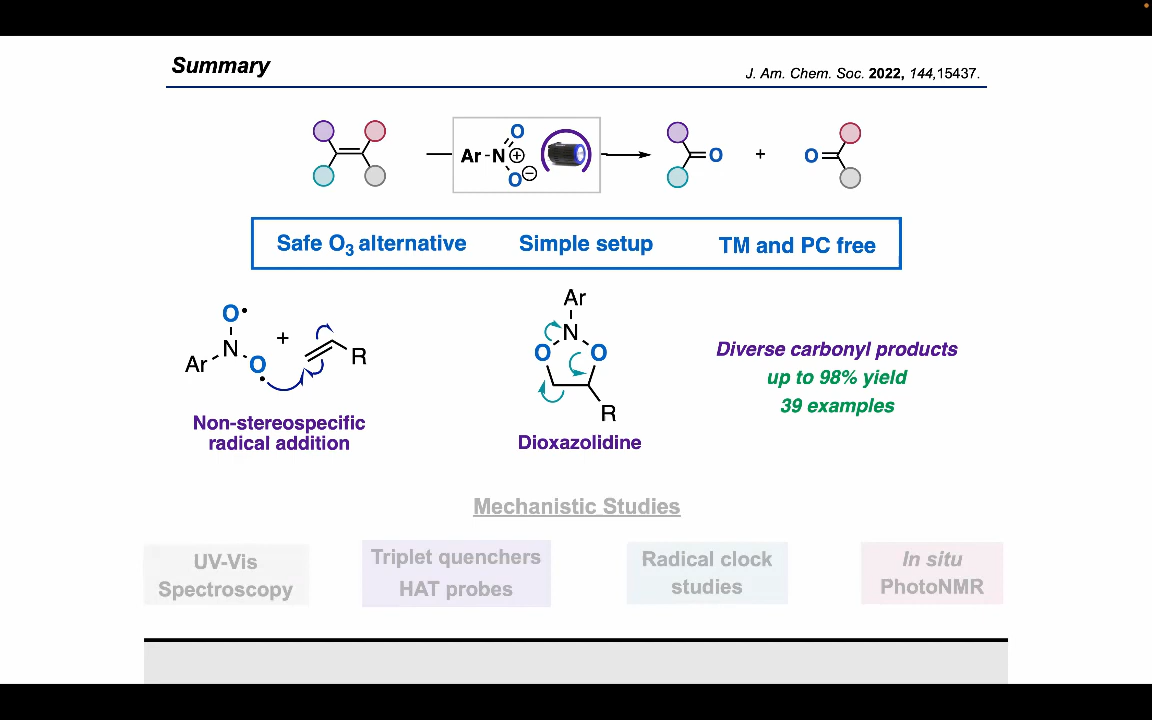 Summary
J. Am. Chem. Soc. 2022, 144,15437.
Ar-N⊕
O
O⊖
O
+
O
Safe O3 alternative
Simple setup
TM and PC free
O•
Ar
N
O
+
R
Non-stereospecific
radical addition
Ar
N
O
O
R
Dioxazolidine
Diverse carbonyl products
up to 98% yield
39 examples
Mechanistic Studies
UV-Vis
Spectroscopy
Triplet quenchers
HAT probes
Radical clock
studies
In situ
PhotoNMR